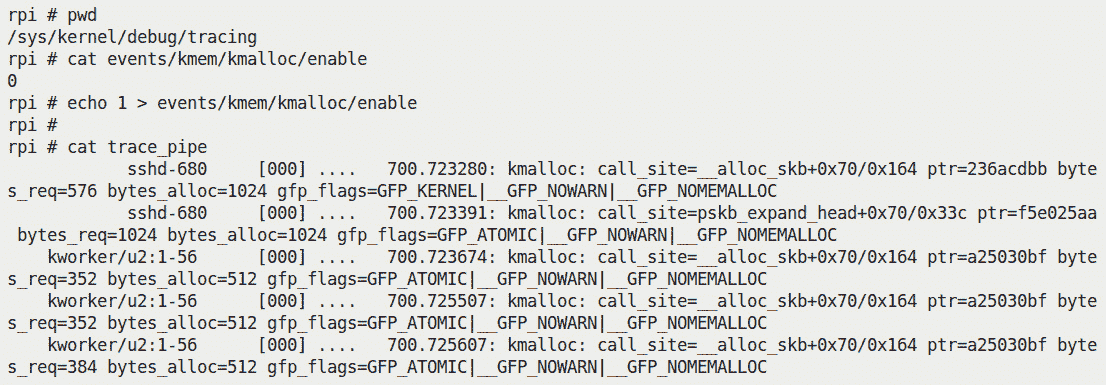 rpi # pwd
/sys/kernel/debug/tracing
rpi # cat events/kmem/kmalloc/enable
0
rpi # echo 1 > events/kmem/kmalloc/enable
rpi #
rpi # cat trace_pipe
            sshd-680     [000] ....   700.723280: kmalloc: call_site=__alloc_skb+0x70/0x164 ptr=236acdbb byte
s_req=576 bytes_alloc=1024 gfp_flags=GFP_KERNEL|__GFP_NOWARN|__GFP_NOMEMALLOC
            sshd-680     [000] ....   700.723391: kmalloc: call_site=pskb_expand_head+0x70/0x33c ptr=f5e025aa
 bytes_req=1024 bytes_alloc=1024 gfp_flags=GFP_ATOMIC|__GFP_NOWARN|__GFP_NOMEMALLOC
    kworker/u2:1-56      [000] ....   700.723674: kmalloc: call_site=__alloc_skb+0x70/0x164 ptr=a25030bf byte
s_req=352 bytes_alloc=512 gfp_flags=GFP_ATOMIC|__GFP_NOWARN|__GFP_NOMEMALLOC
    kworker/u2:1-56      [000] ....   700.725507: kmalloc: call_site=__alloc_skb+0x70/0x164 ptr=a25030bf byte
s_req=352 bytes_alloc=512 gfp_flags=GFP_ATOMIC|__GFP_NOWARN|__GFP_NOMEMALLOC
    kworker/u2:1-56      [000] ....   700.725607: kmalloc: call_site=__alloc_skb+0x70/0x164 ptr=a25030bf byte
s_req=384 bytes_alloc=512 gfp_flags=GFP_ATOMIC|__GFP_NOWARN|__GFP_NOMEMALLOC